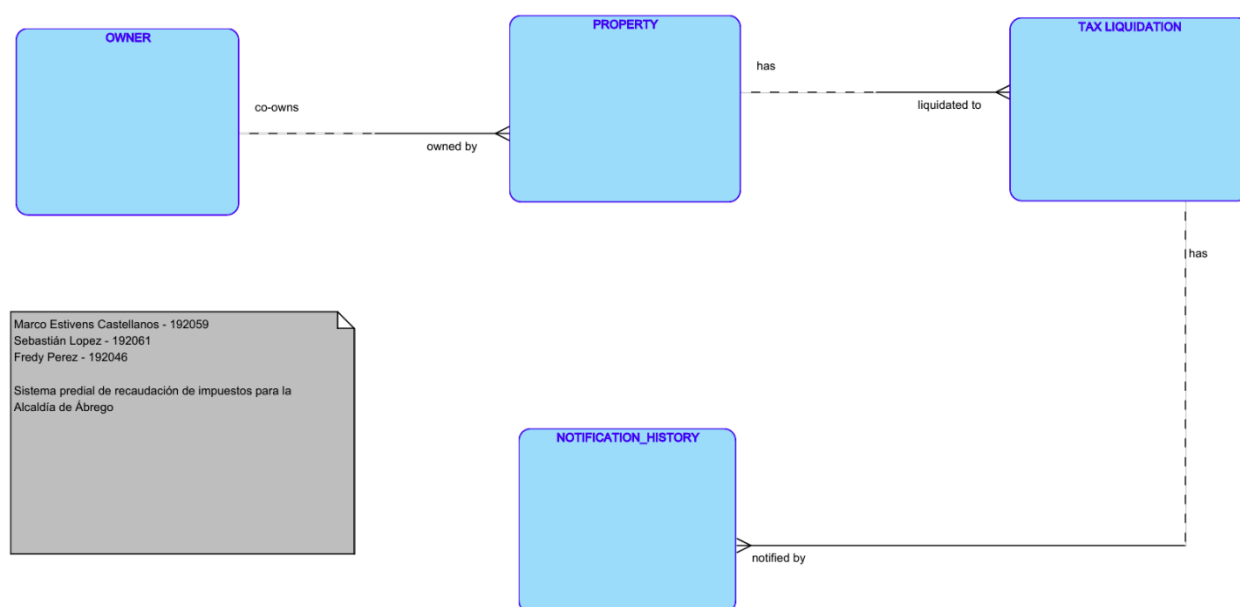 OWNER
PROPERTY
TAX LIQUIDATION
co-owns
owned by
has
liquidated to
has
Marco Estivens Castellanos - 192059
Sebastián Lopez - 192061
Fredy Perez - 192046
Sistema predial de recaudación de impuestos para la
Alcaldía de Ábrego
NOTIFICATION_HISTORY
notified by